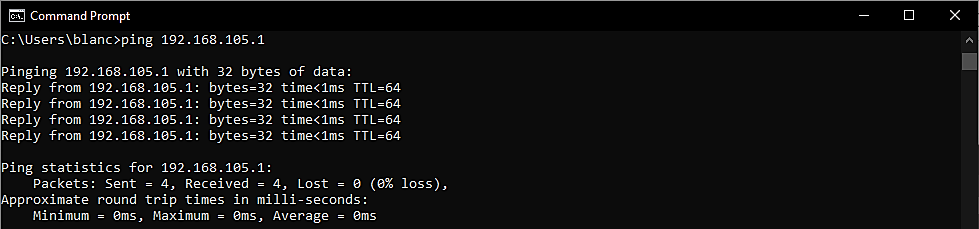 Command Prompt
C:\Users\blanc>ping 192.168.105.1
Pinging 192.168.105.1 with 32 bytes of data:
Reply from 192.168.105.1: bytes=32 time<1ms TTL=64
Reply from 192.168.105.1: bytes=32 time<1ms TTL=64
Reply from 192.168.105.1: bytes=32 time<1ms TTL=64
Reply from 192.168.105.1: bytes=32 time<1ms TTL=64
Ping statistics for 192.168.105.1:
    Packets: Sent = 4, Received = 4, Lost = 0 (0% loss),
Approximate round trip times in milli-seconds:
    Minimum = 0ms, Maximum = 0ms, Average = 0ms